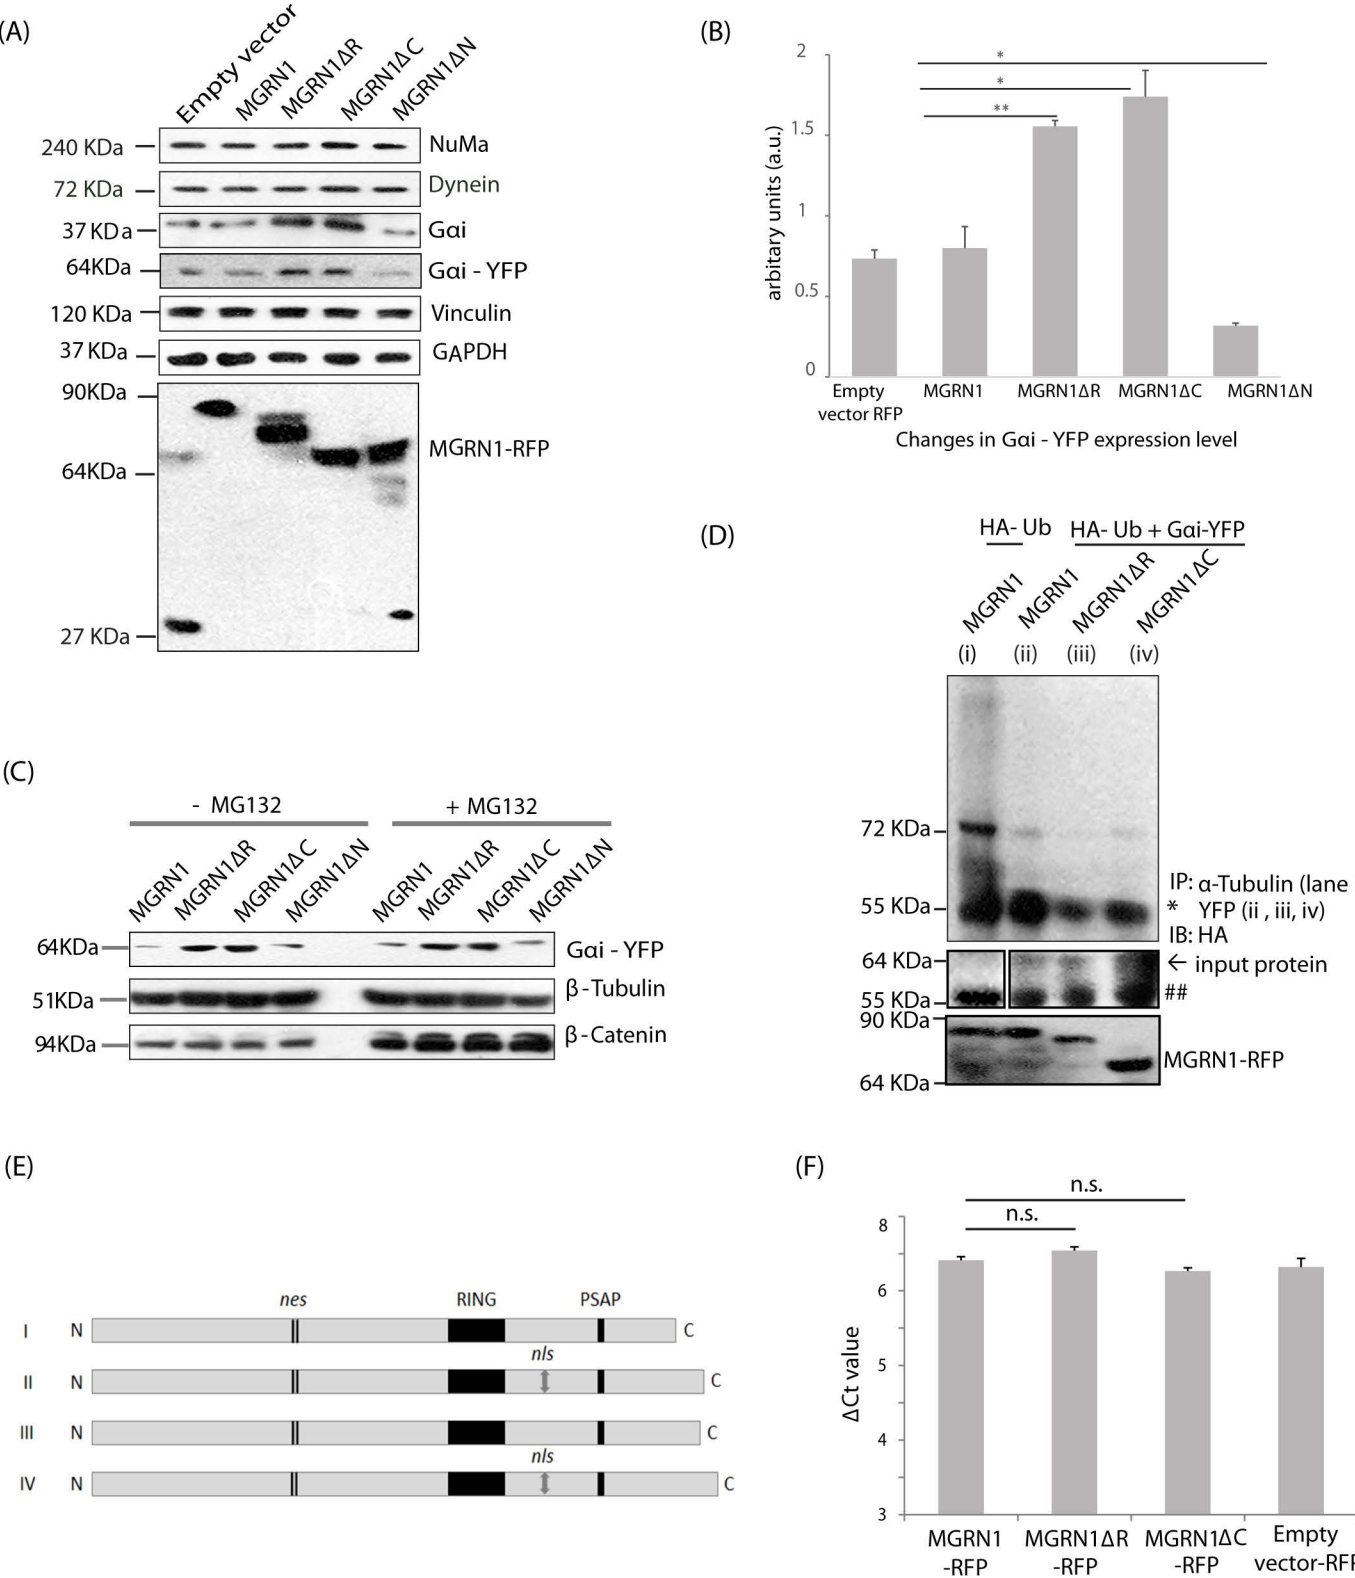 (A)
Empty vector
MGRN1
MGRN1ΔR
MGRN1ΔC
MGRN1ΔN
240 KDa
NuMa
72 KDa
Dynein
37 KDa
Gαi
64KDa
Gαi - YFP
120 KDa
Vinculin
37 KDa
GAPDH
90KDa
MGRN1-RFP
64KDa
27 KDa
(B)
2
1.5
1
0.5
0
arbitary units (a.u.)
*
*
**
Empty
vector RFP
MGRN1
MGRN1ΔR
MGRN1ΔC
MGRN1ΔN
Changes in Gαi - YFP expression level
(C)
- MG132
+ MG132
MGRN1
MGRN1ΔR
MGRN1ΔC
MGRN1ΔN
MGRN1
MGRN1ΔR
MGRN1ΔC
MGRN1ΔN
64KDa
Gαi - YFP
51KDa
β-Tubulin
94KDa
β-Catenin
(D)
HA- Ub
HA- Ub + Gαi-YFP
MGRN1
MGRN1
MGRN1ΔR
MGRN1ΔC
(i)
(ii)
(iii)
(iv)
72 KDa
55 KDa
IP: α-Tubulin (lane
* YFP (ii , iii, iv)
IB: HA
64 KDa
← input protein
55 KDa
##
90 KDa
MGRN1-RFP
64 KDa
(E)
nes
RING
PSAP
I N C
nls
II N C
III N C
nls
IV N C
(F)
n.s.
n.s.
8
6
5
4
3
ΔCt value
MGRN1
-RFP
MGRN1ΔR
-RFP
MGRN1ΔC
-RFP
Empty
vector-RFP